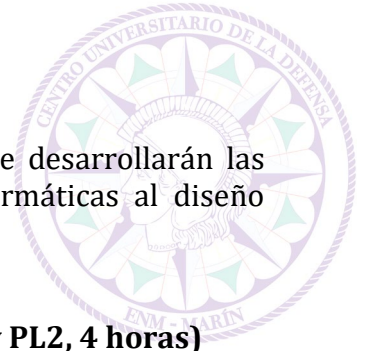 CENTRO UNIVERSITARIO DE LA DEFENSA
e desarrollarán las
rmáticas al diseño
ENM - MARÍN
PL2, 4 horas)